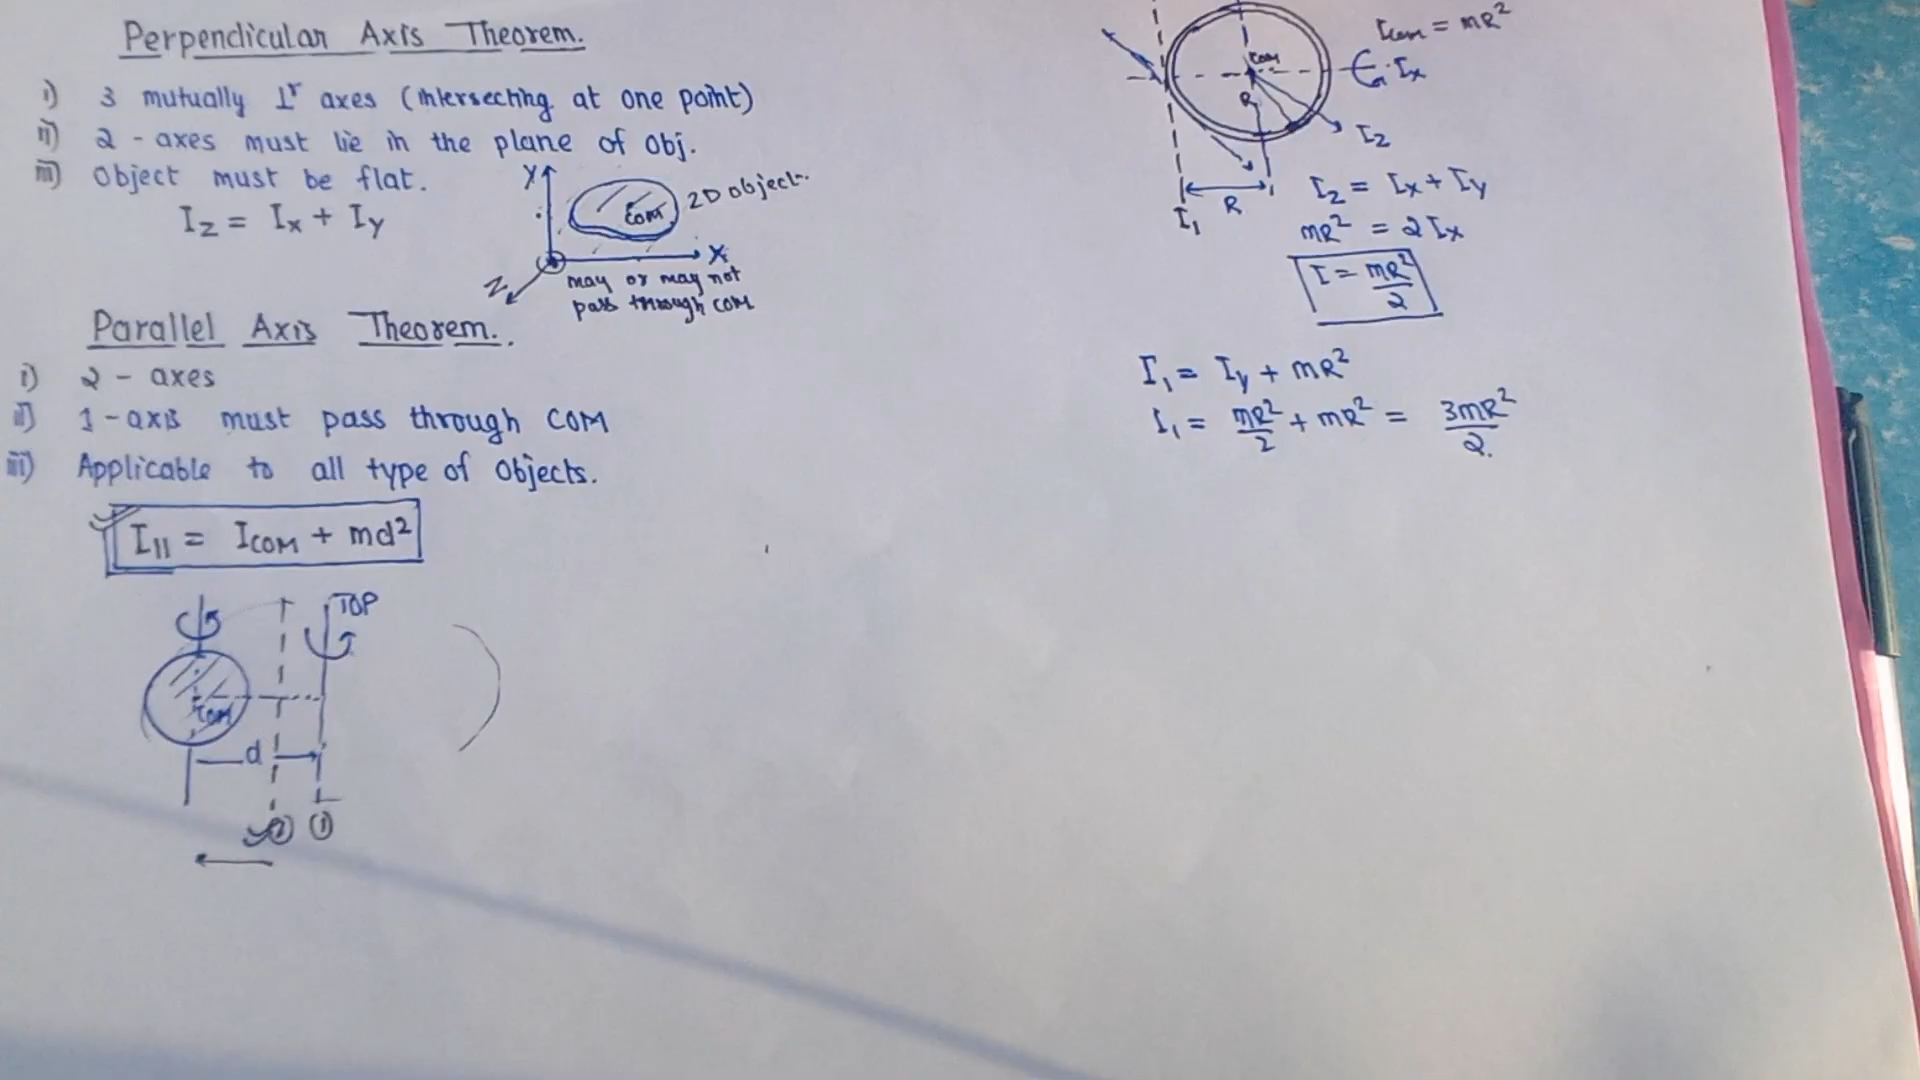 Perpendicular Axis Theorem.
i) 3 mutually ⊥r axes (intersecting at one point)
ii) 2 - axes must lie in the plane of obj.
iii) Object must be flat.
Iz = Ix + Iy
Y
COM
2D object.
X
Z
may or may not
pass through COM
Parallel Axis Theorem.
i) 2 - axes
ii) 1 - axis must pass through COM
iii) Applicable to all type of Objects.
I|| = ICOM + md²
TOP
COM
d
② ①
Icom = mR²
COM
Ix
R
Iz
R
I₁
Iz = Ix + Iy
mR² = 2Ix
I = mR²/2
I₁ = Iy + mR²
I₁ = mR²/2 + mR² = 3mR²/2.